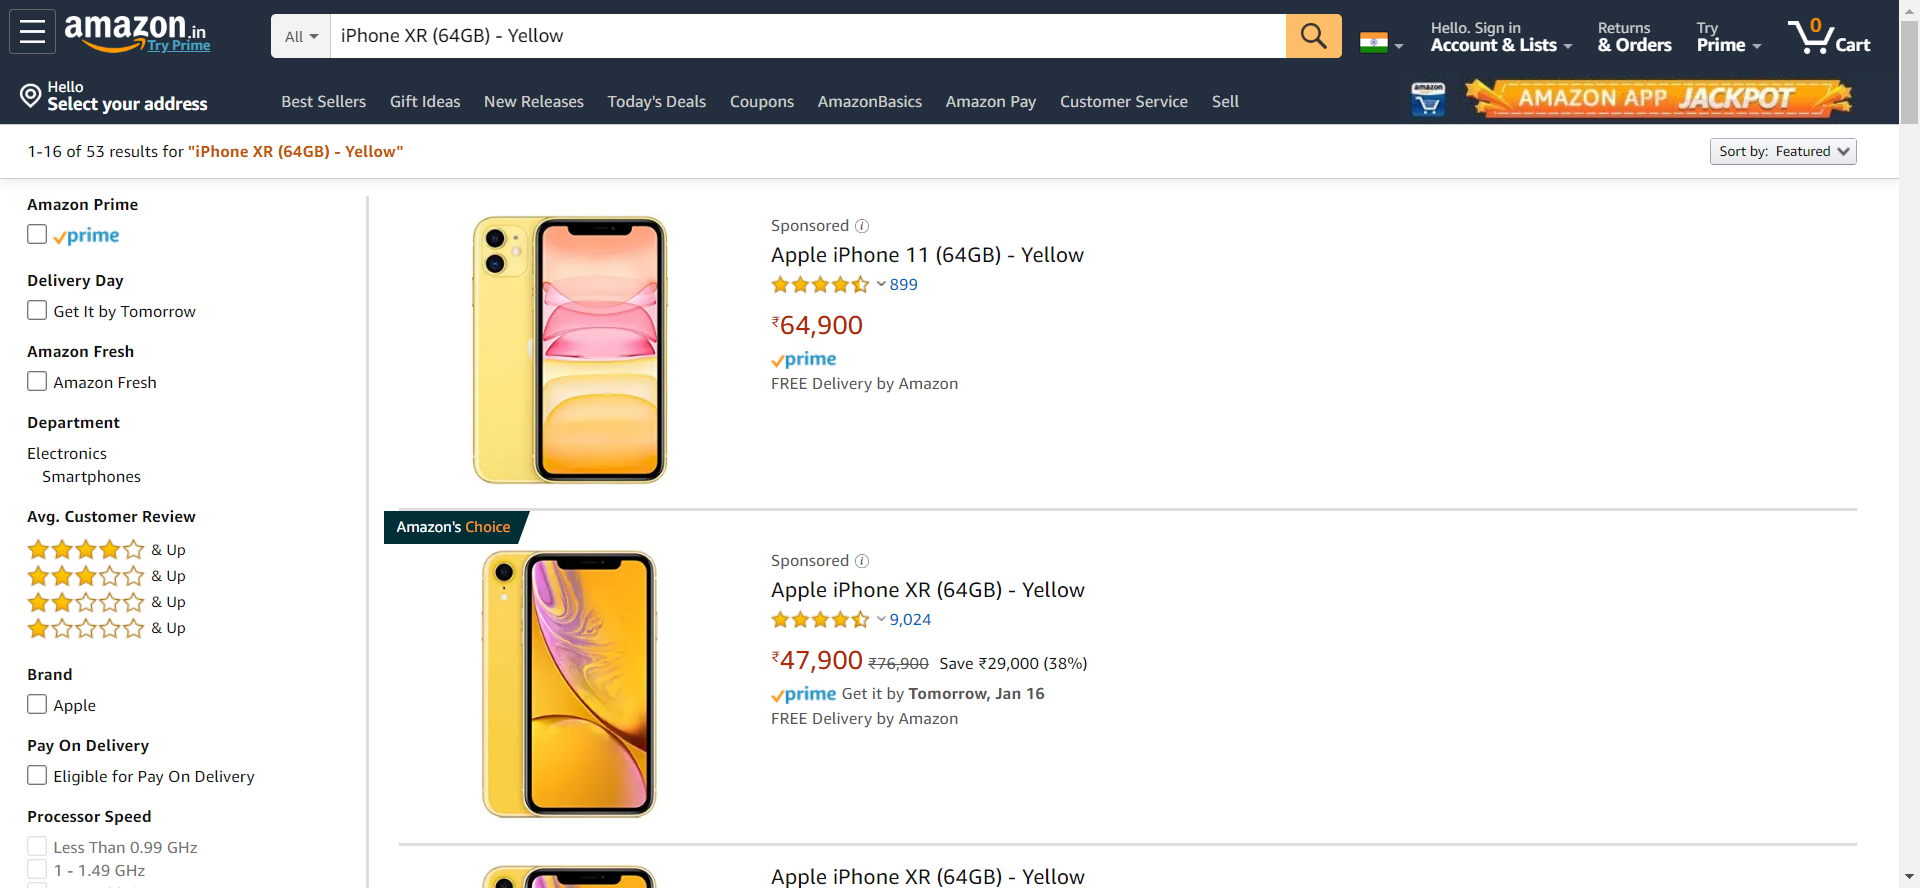 amazon.in
Try Prime
All
iPhone XR (64GB) - Yellow
Hello. Sign in
Account & Lists
Returns
& Orders
Try
Prime
0
Cart
Hello
Select your address
Best Sellers
Gift Ideas
New Releases
Today's Deals
Coupons
AmazonBasics
Amazon Pay
Customer Service
Sell
amazon
AMAZON APP JACKPOT
1-16 of 53 results for "iPhone XR (64GB) - Yellow"
Sort by: Featured
Amazon Prime
prime
Delivery Day
Get It by Tomorrow
Amazon Fresh
Amazon Fresh
Department
Electronics
Smartphones
Avg. Customer Review
& Up
& Up
& Up
& Up
Brand
Apple
Pay On Delivery
Eligible for Pay On Delivery
Processor Speed
Less Than 0.99 GHz
1 - 1.49 GHz
Sponsored
Apple iPhone 11 (64GB) - Yellow
899
₹64,900
prime
FREE Delivery by Amazon
Amazon's Choice
Sponsored
Apple iPhone XR (64GB) - Yellow
9,024
₹47,900 ₹76,900 Save ₹29,000 (38%)
prime Get it by Tomorrow, Jan 16
FREE Delivery by Amazon
Apple iPhone XR (64GB) - Yellow